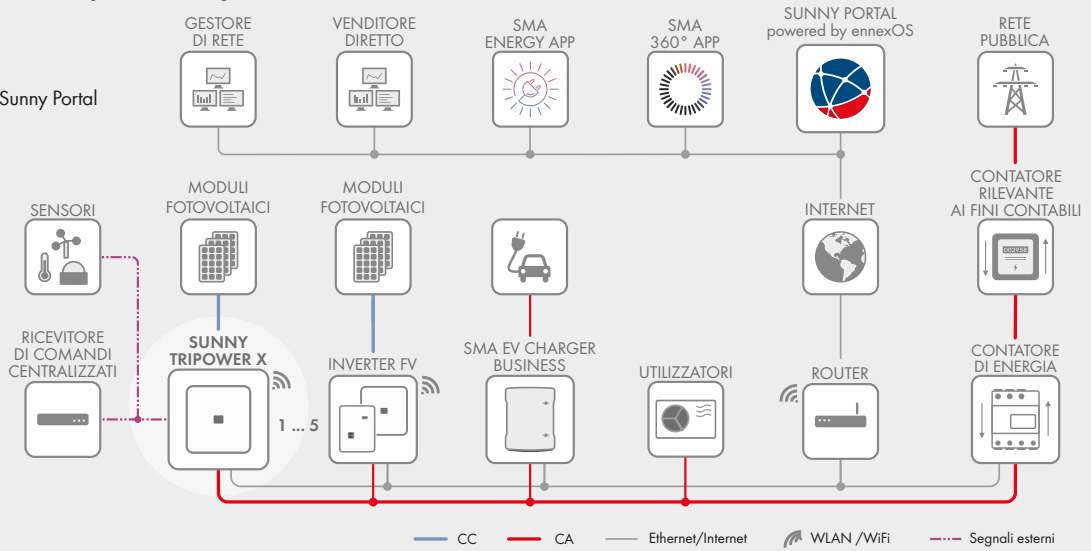 GESTORE
DI RETE
VENDITORE
DIRETTO
SMA
ENERGY APP
SMA
360° APP
SUNNY PORTAL
powered by ennexOS
RETE
PUBBLICA
Sunny Portal
SENSORI
MODULI
FOTOVOLTAICI
MODULI
FOTOVOLTAICI
INTERNET
CONTATORE
RILEVANTE
AI FINI CONTABILI
RICEVITORE
DI COMANDI
CENTRALIZZATI
SUNNY
TRIPOWER X
1 ... 5
INVERTER FV
SMA EV CHARGER
BUSINESS
UTILIZZATORI
ROUTER
CONTATORE
DI ENERGIA
CC
CA
Ethernet/Internet
WLAN /WiFi
Segnali esterni